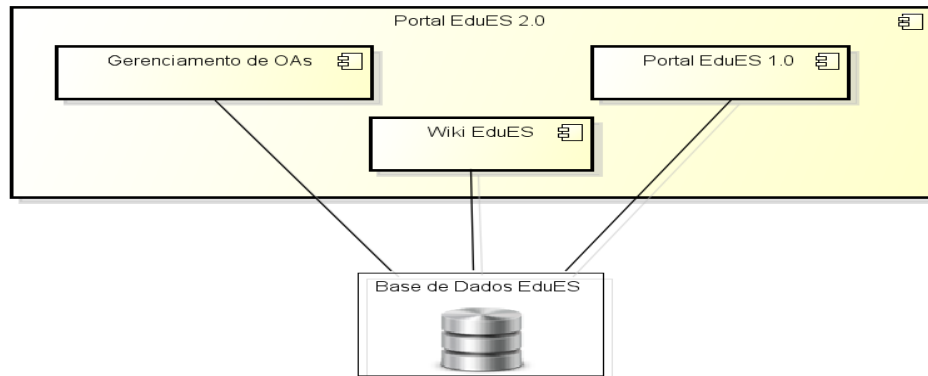 Portal EduES 2.0
Gerenciamento de OAs
Portal EduES 1.0
Wiki EduES
Base de Dados EduES